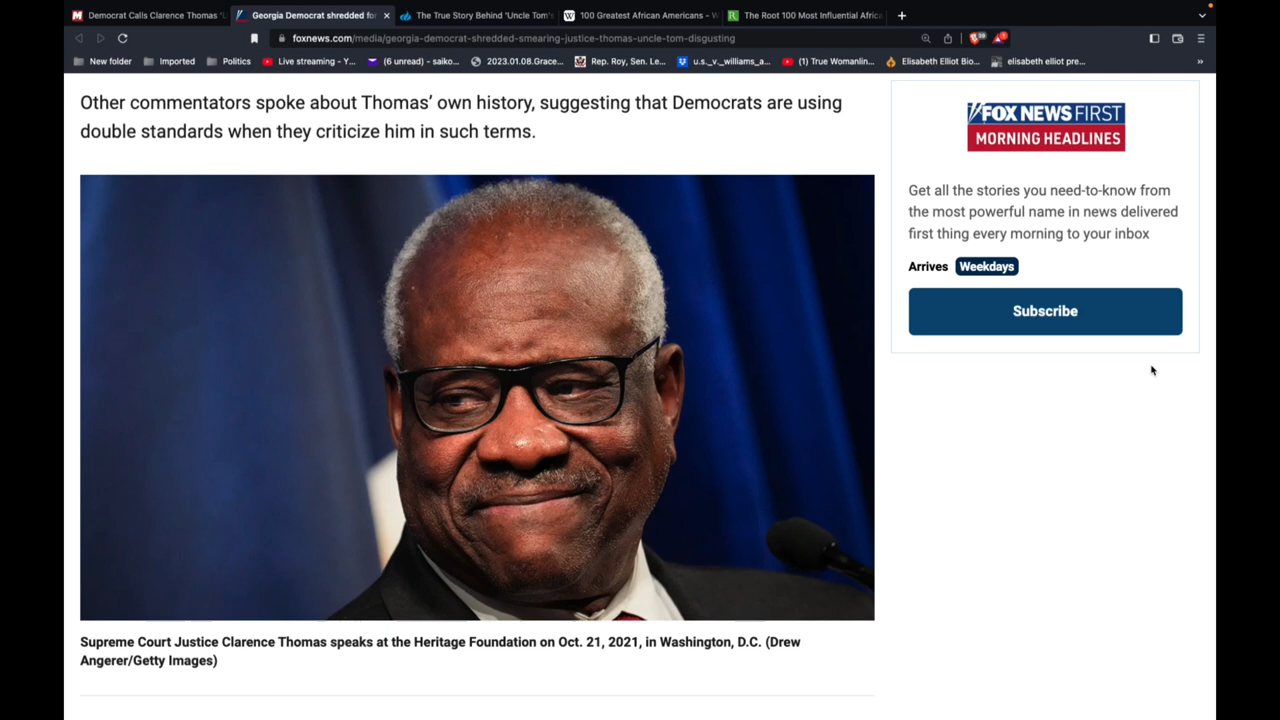 Democrat Calls Clarence Thomas 'L
Georgia Democrat shredded for
The True Story Behind 'Uncle Tom's
100 Greatest African Americans - W
The Root 100 Most Influential Africa
foxnews.com/media/georgia-democrat-shredded-smearing-justice-thomas-uncle-tom-disgusting
New folder
Imported
Politics
Live streaming - Y...
(6 unread) - saiko...
2023.01.08.Grace...
Rep. Roy, Sen. Le...
u.s._v._williams_a...
(1) True Womanlin...
Elisabeth Elliot Bio...
elisabeth elliot pre...
»
Other commentators spoke about Thomas' own history, suggesting that Democrats are using
double standards when they criticize him in such terms.
Supreme Court Justice Clarence Thomas speaks at the Heritage Foundation on Oct. 21, 2021, in Washington, D.C. (Drew
Angerer/Getty Images)
FOX NEWS FIRST
MORNING HEADLINES
Get all the stories you need-to-know from
the most powerful name in news delivered
first thing every morning to your inbox
Arrives Weekdays
Subscribe